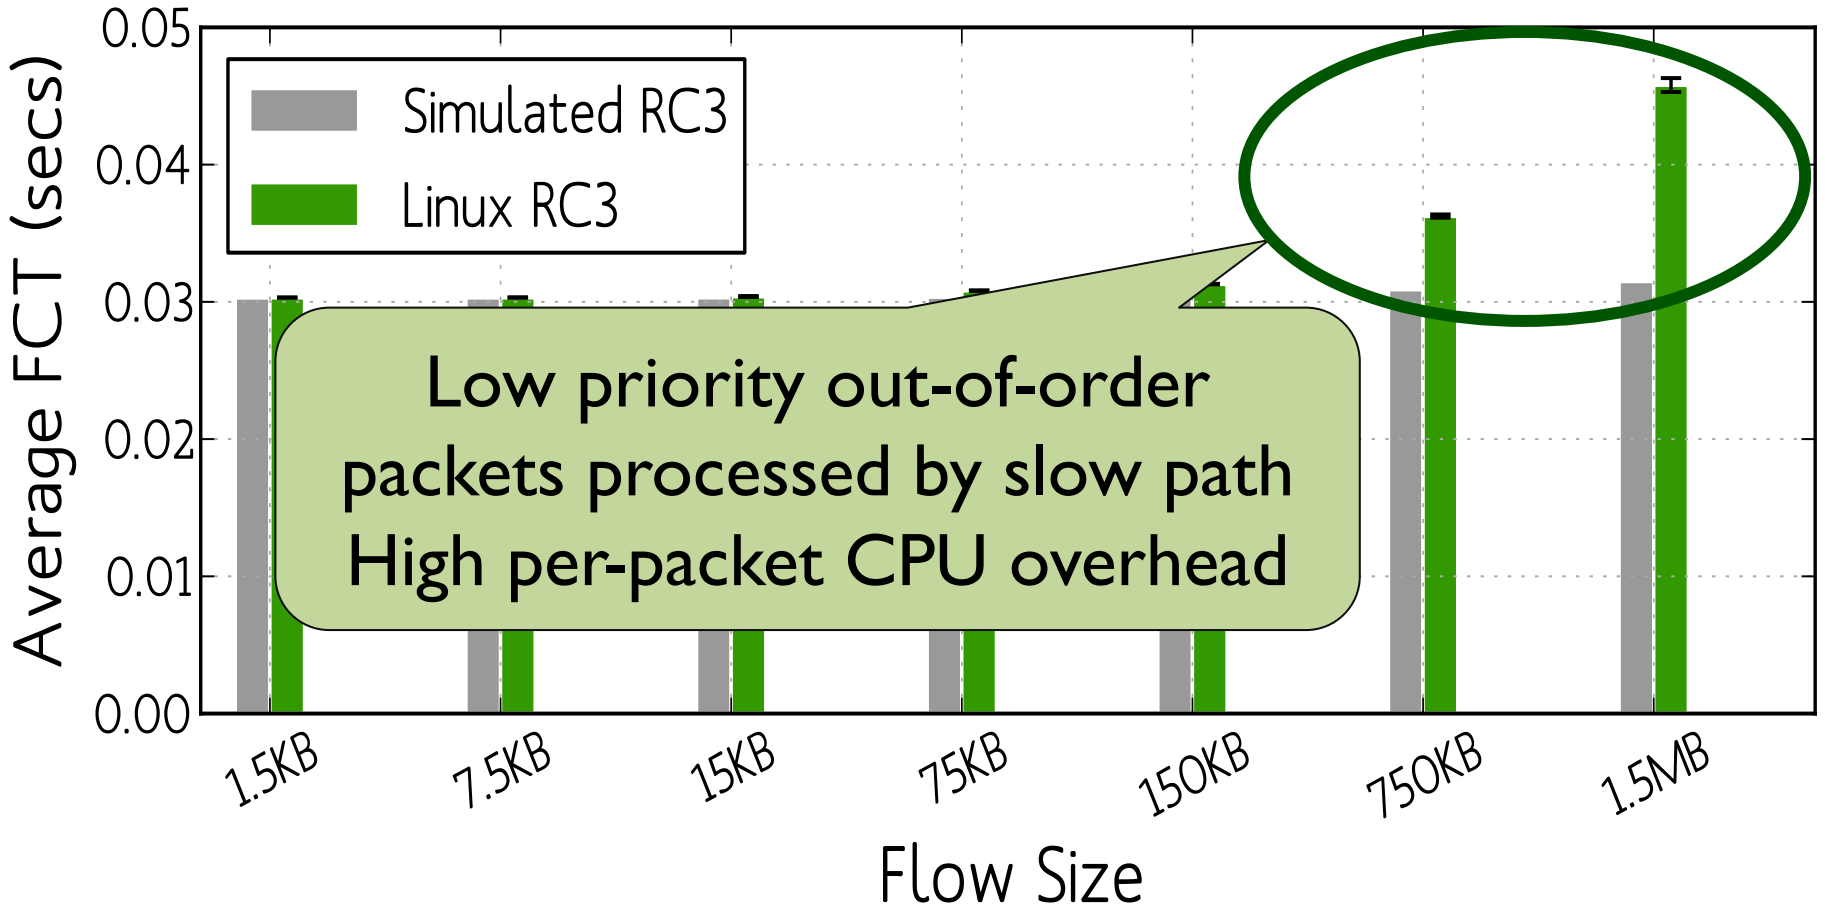 0.05
0.04
0.03
0.02
0.01
0.00
Average FCT (secs)
Simulated RC3
Linux RC3
Low priority out-of-order
packets processed by slow path
High per-packet CPU overhead
1.5KB
7.5KB
15KB
75KB
150KB
750KB
1.5MB
Flow Size